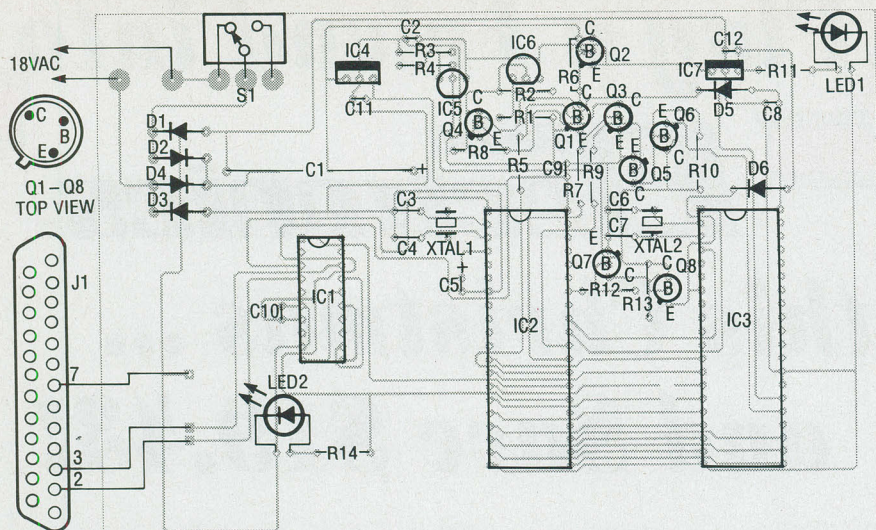 18VAC
S1
C
B
E
Q1–Q8
TOP VIEW
D1
D2
D4
D3
C1
+
IC4
C11
C2
R3
R4
IC5
Q4
C
B
E
R8
IC6
R2
R1
R5
C
B
E
Q2
R6
C
B
E
Q1
Q3
C
B
E
C9
R7
R9
E
B
C
Q5
E
B
C
Q6
R10
C12
IC7
R11
D5
C8
LED1
D6
C3
C4
XTAL1
+
C5
C6
C7
XTAL2
E
Q7
B
C
R12
R13
C
B
E
Q8
IC1
C10
IC2
IC3
J1
7
3
2
LED2
R14